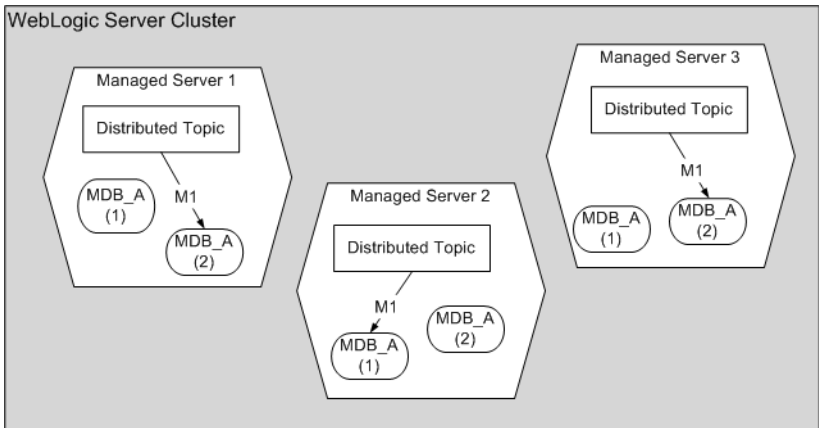 WebLogic Server Cluster
Managed Server 1
Distributed Topic
M1
MDB_A
(1)
MDB_A
(2)
Managed Server 2
Distributed Topic
M1
MDB_A
(1)
MDB_A
(2)
Managed Server 3
Distributed Topic
M1
MDB_A
(1)
MDB_A
(2)